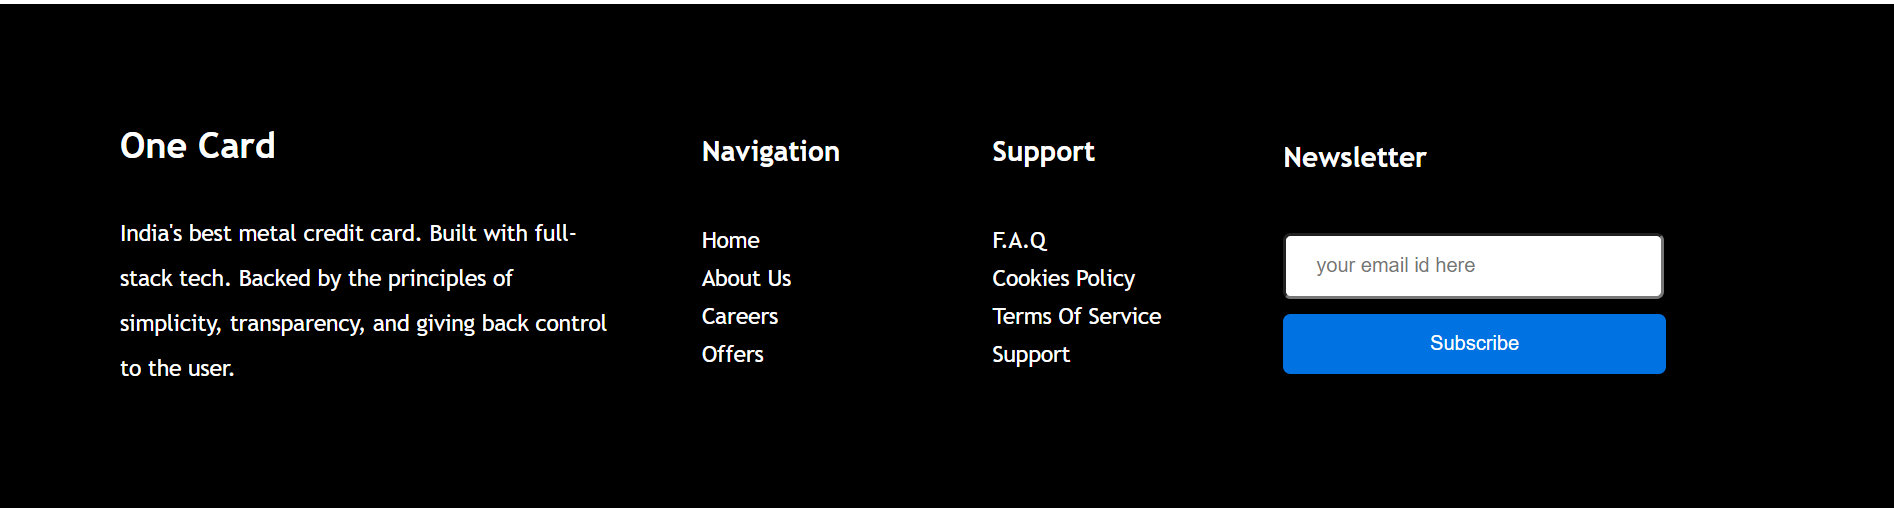 One Card
India's best metal credit card. Built with full-
stack tech. Backed by the principles of
simplicity, transparency, and giving back control
to the user.
Navigation
Home
About Us
Careers
Offers
Support
F.A.Q
Cookies Policy
Terms Of Service
Support
Newsletter
your email id here
Subscribe